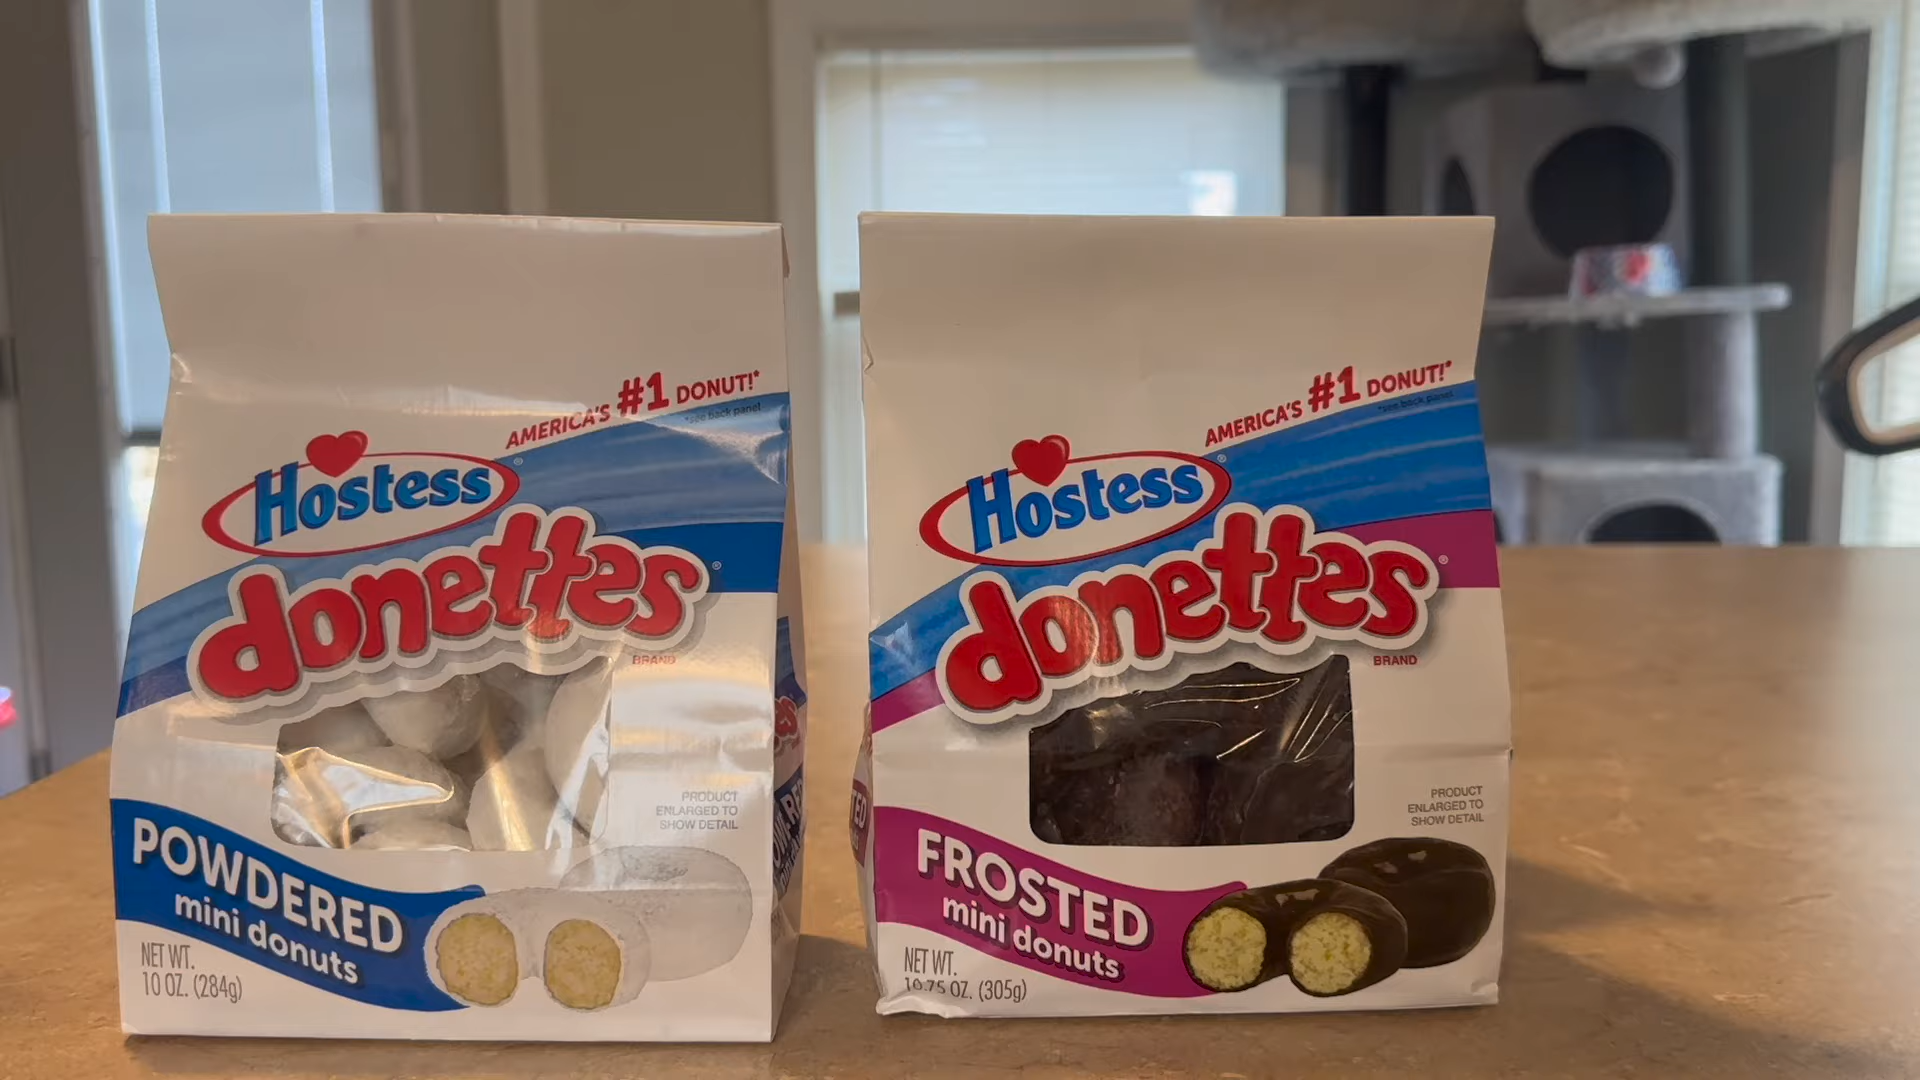 AMERICA'S #1 DONUT!*
*see back panel
Hostess®
donettes®
BRAND
PRODUCT
ENLARGED TO
SHOW DETAIL
POWDERED
mini donuts
NET WT.
10 OZ. (284g)
AMERICA'S #1 DONUT!*
*see back panel
Hostess®
donettes®
BRAND
PRODUCT
ENLARGED TO
SHOW DETAIL
FROSTED
mini donuts
NET WT.
10.75 OZ. (305g)